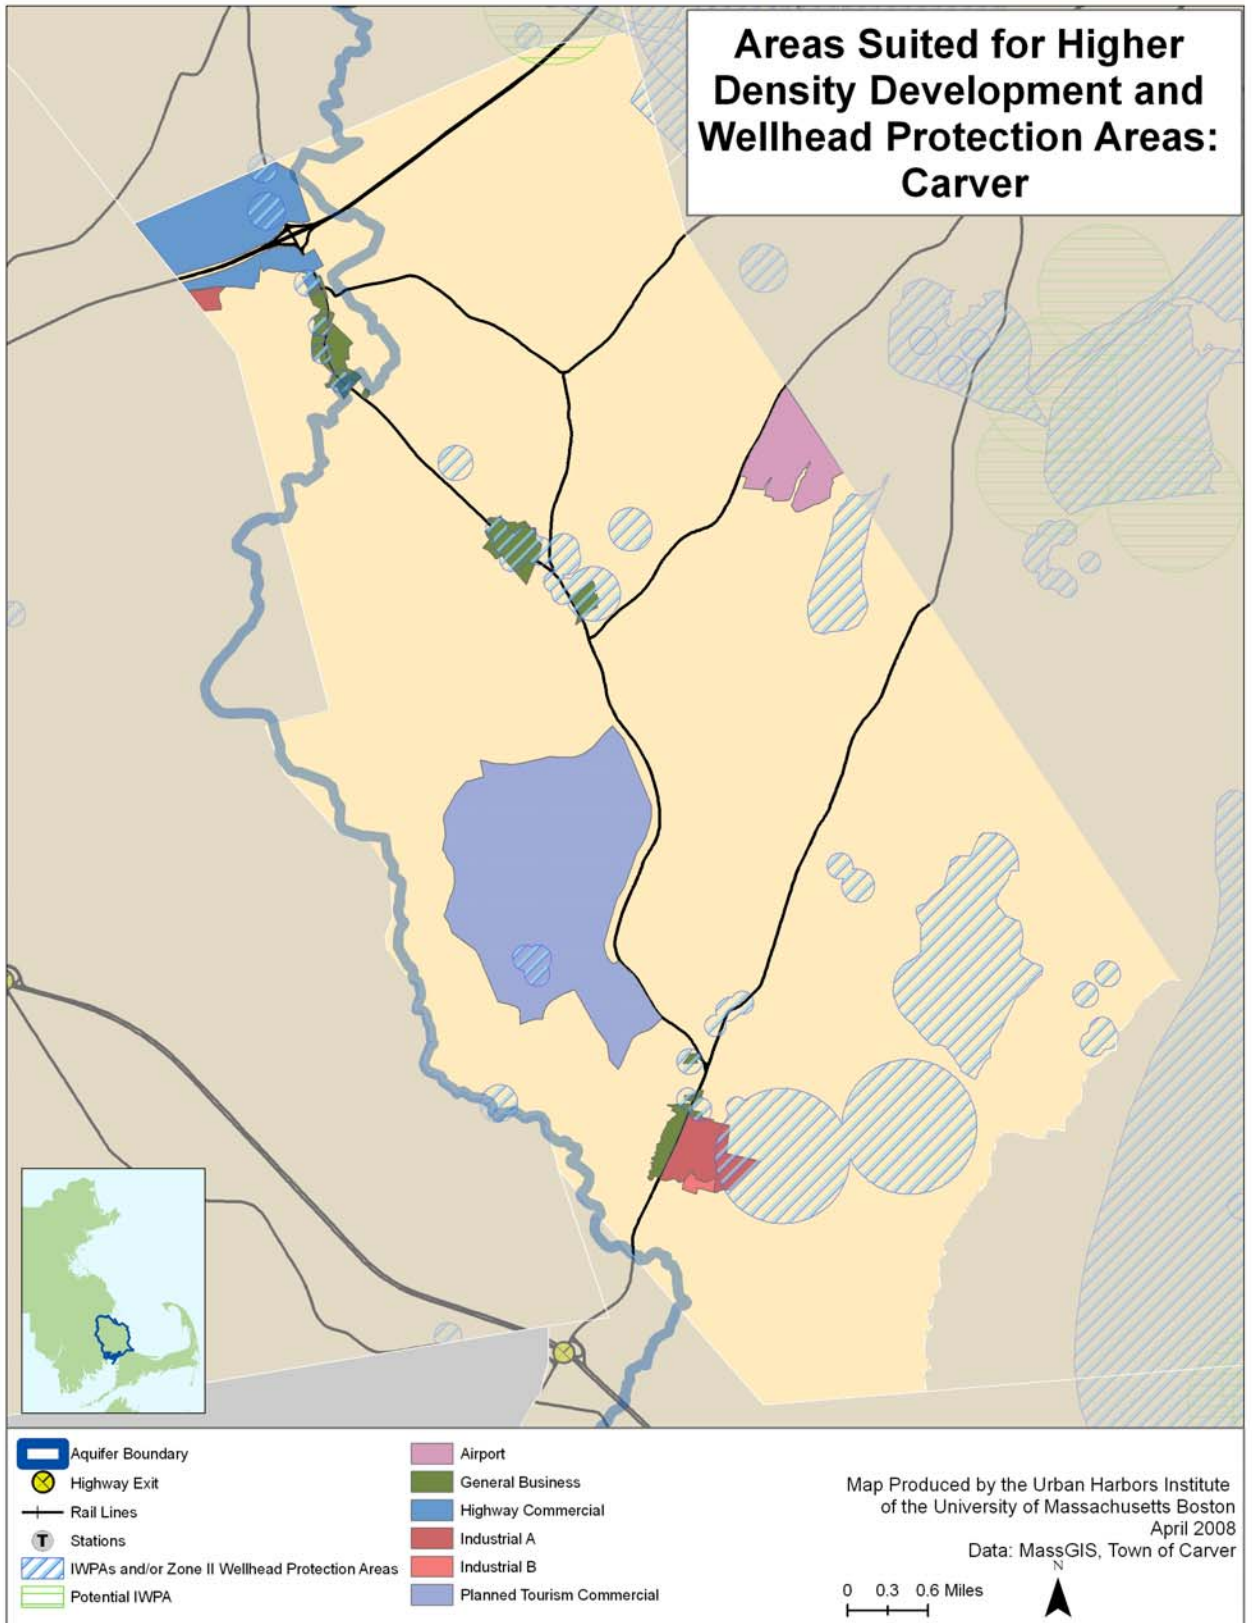 Areas Suited for Higher
Density Development and
Wellhead Protection Areas:
Carver
Aquifer Boundary
Highway Exit
Rail Lines
T
Stations
IWPAs and/or Zone II Wellhead Protection Areas
Potential IWPA
Airport
General Business
Highway Commercial
Industrial A
Industrial B
Planned Tourism Commercial
Map Produced by the Urban Harbors Institute
of the University of Massachusetts Boston
April 2008
Data: MassGIS, Town of Carver
N
0 0.3 0.6 Miles